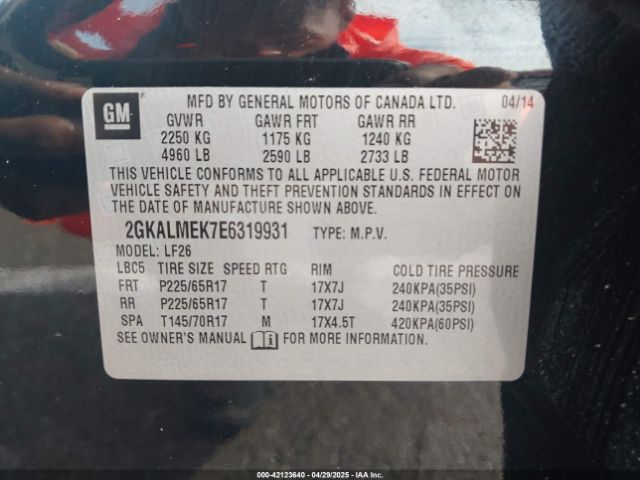 GM
MFD BY GENERAL MOTORS OF CANADA LTD. 04/14
GVWR GAWR FRT GAWR RR
2250 KG 1175 KG 1240 KG
4960 LB 2590 LB 2733 LB
THIS VEHICLE CONFORMS TO ALL APPLICABLE U.S. FEDERAL MOTOR
VEHICLE SAFETY AND THEFT PREVENTION STANDARDS IN EFFECT ON
THE DATE OF MANUFACTURE SHOWN ABOVE.
2GKALMEK7E6319931 TYPE: M.P.V.
MODEL: LF26
LBC5 TIRE SIZE SPEED RTG RIM COLD TIRE PRESSURE
FRT P225/65R17 T 17X7J 240KPA(35PSI)
RR P225/65R17 T 17X7J 240KPA(35PSI)
SPA T145/70R17 M 17X4.5T 420KPA(60PSI)
SEE OWNER'S MANUAL FOR MORE INFORMATION.
000-42123640 - 04/29/2025 - IAA, Inc.